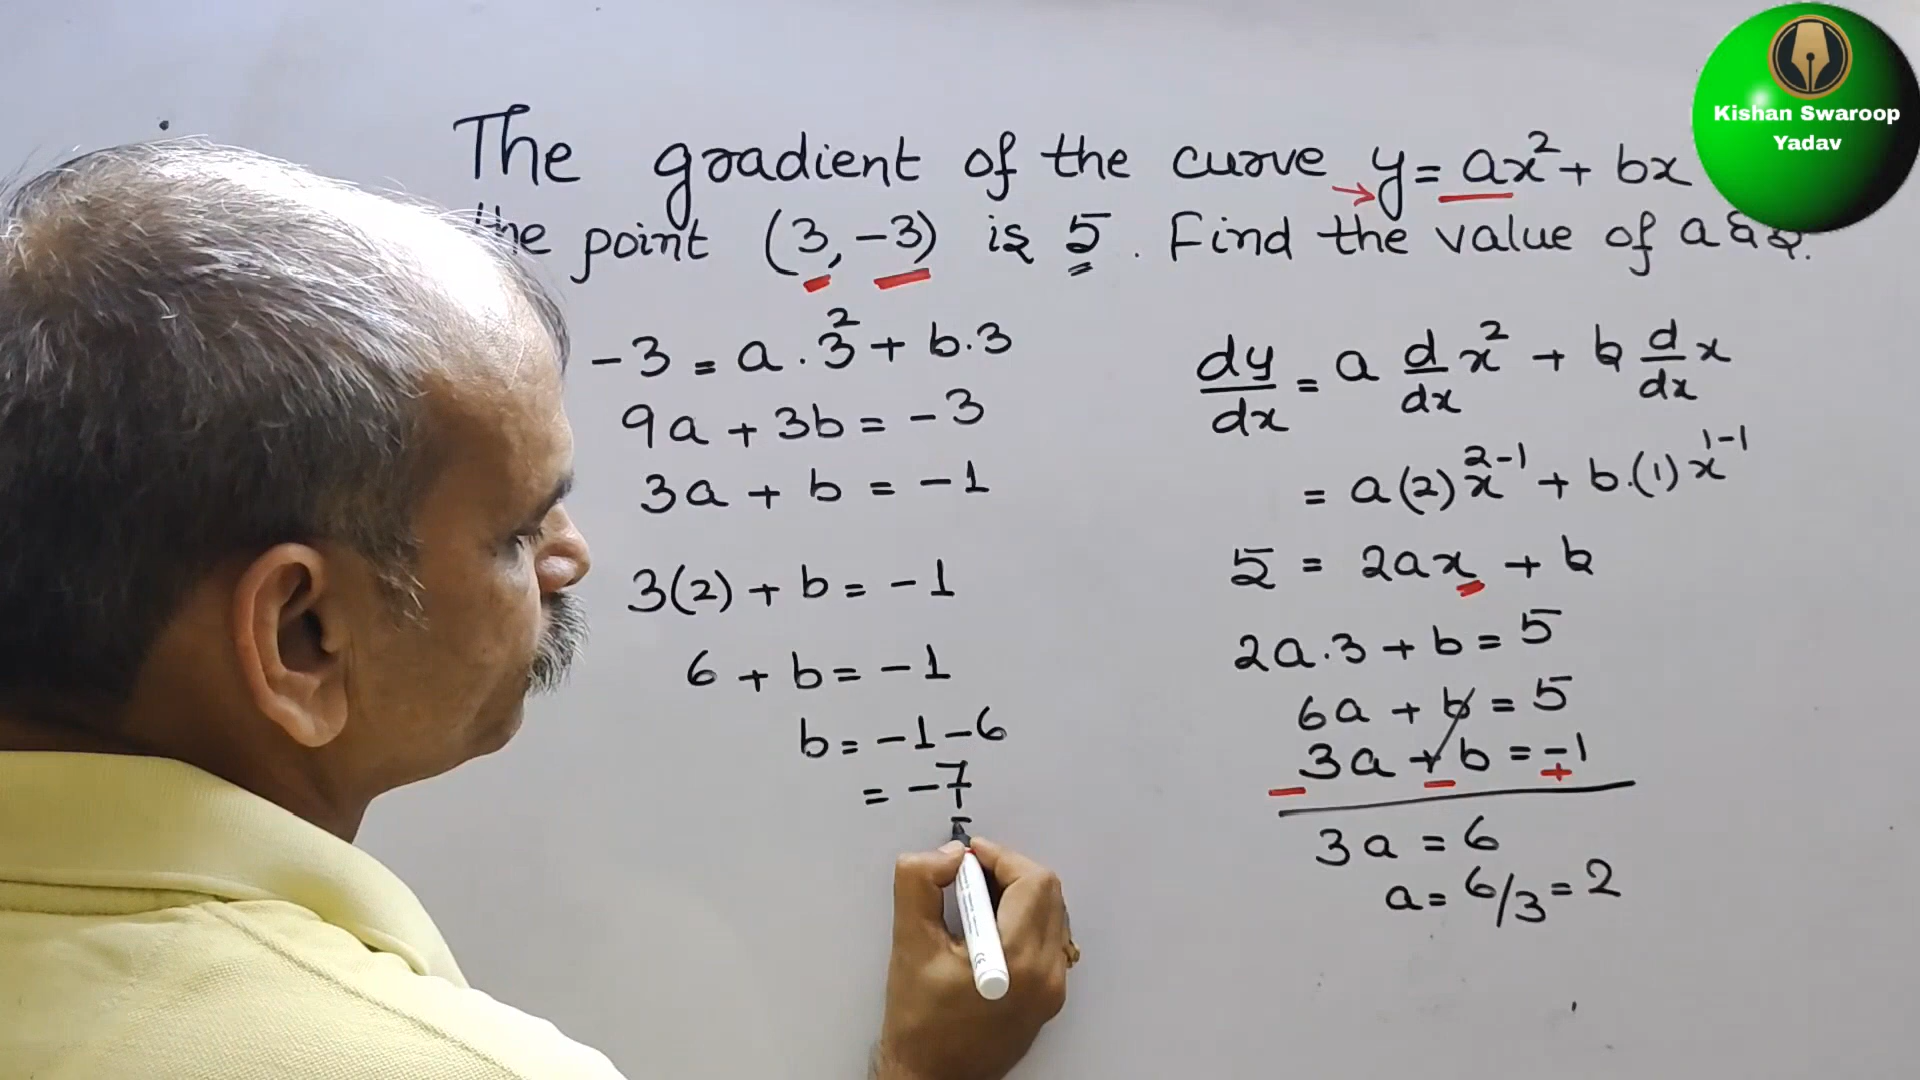 The gradient of the curve → y = ax² + bx
the point (3, -3) is 5. Find the value of a &
-3 = a.3² + b.3
9a + 3b = -3
3a + b = -1
3(2) + b = -1
6 + b = -1
b = -1-6
= -7
dy/dx = a d/dx x² + b d/dx x
= a(2)x²⁻¹ + b.(1)x¹⁻¹
5 = 2ax + b
2a.3 + b = 5
6a + b = 5
3a + b = -1
- - +
3a = 6
a = 6/3 = 2
Kishan Swaroop
Yadav